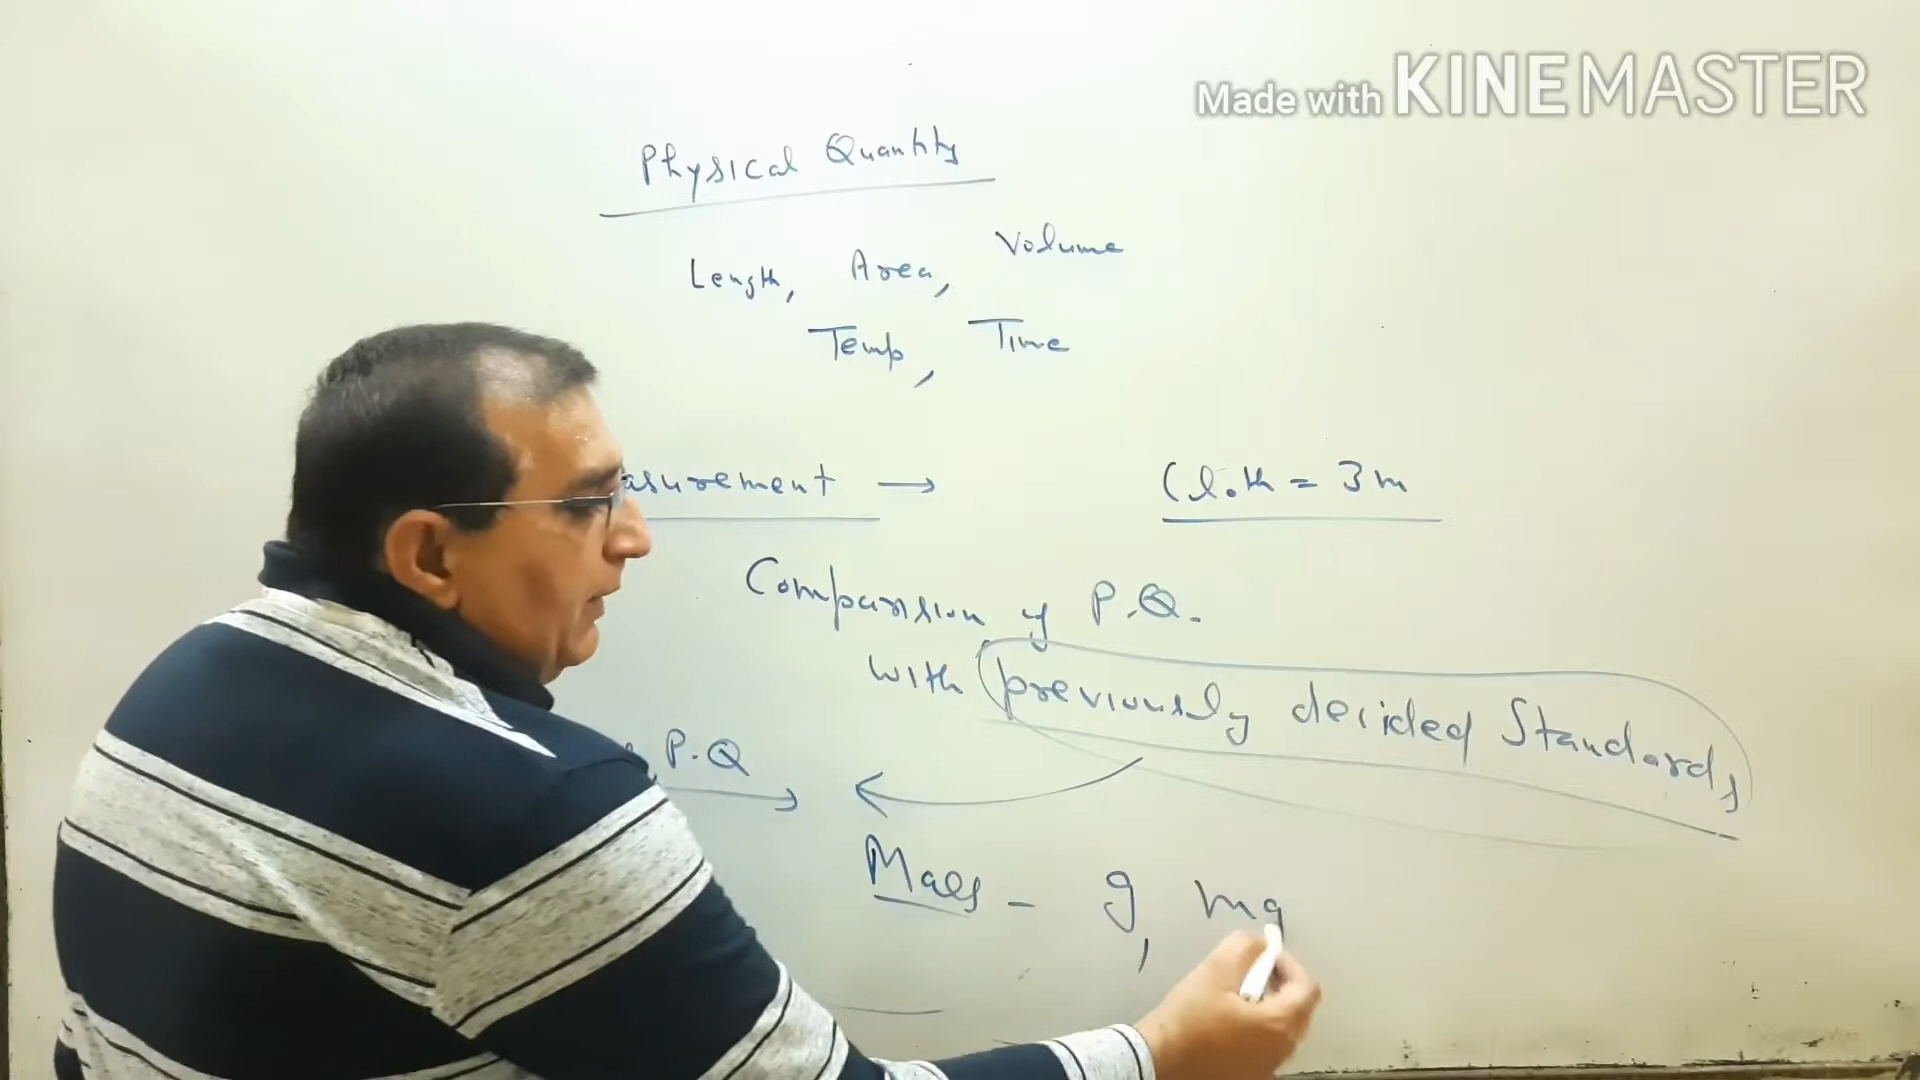 Made with KINEMASTER
Physical Quantity
Length, Area, Volume
Temp, Time
asurement → Cloth = 3m
Comparision of P.Q.
with previously decided Standards
P.Q
Mass - g, mg